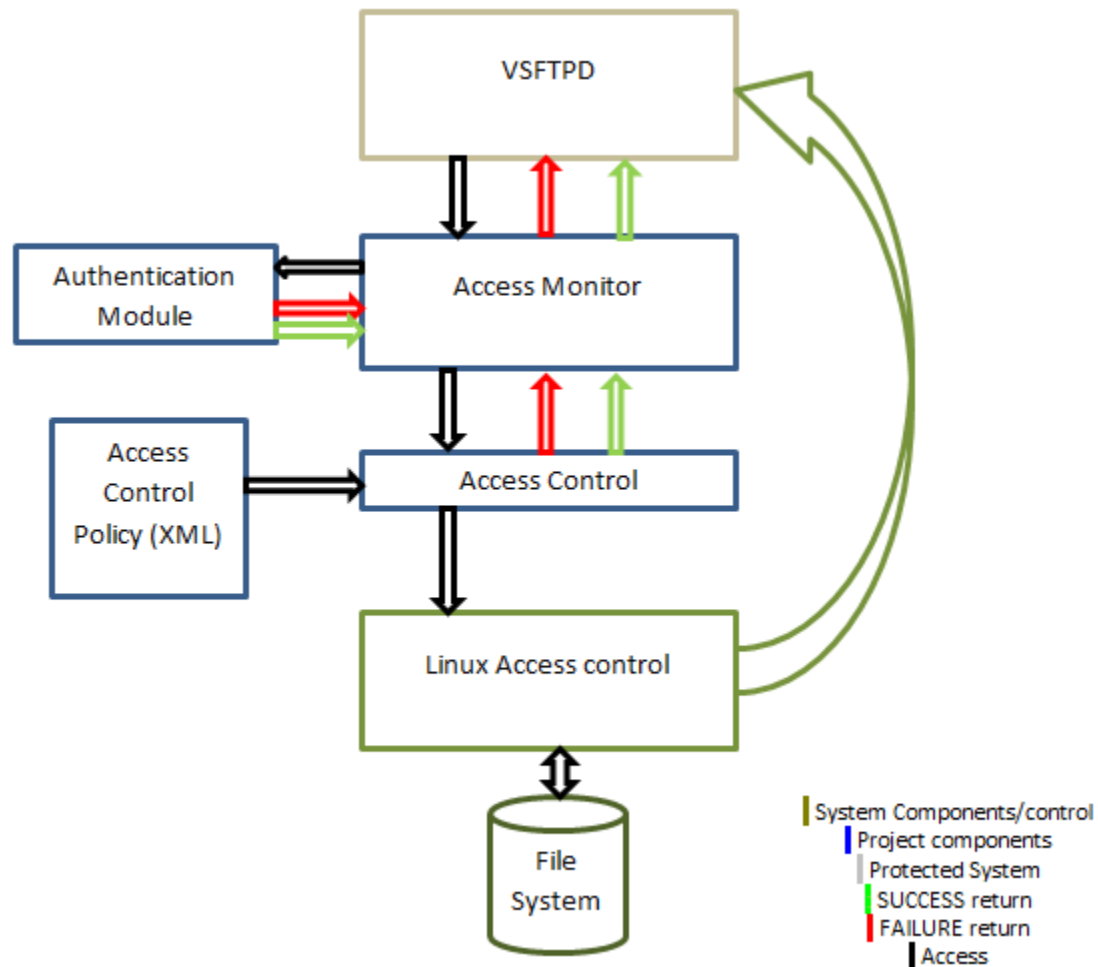 VSFTPD
Authentication
Module
Access Monitor
Access
Control
Policy (XML)
Access Control
Linux Access control
File
System
System Components/control
Project components
Protected System
SUCCESS return
FAILURE return
Access